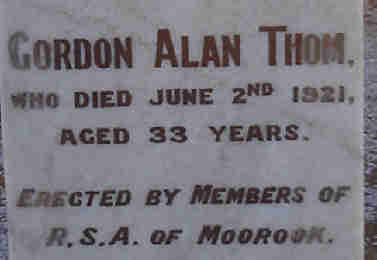 GORDON ALAN THOM,
WHO DIED JUNE 2ND 1921,
AGED 33 YEARS.
ERECTED BY MEMBERS OF
R.S.A. OF MOOROOK.